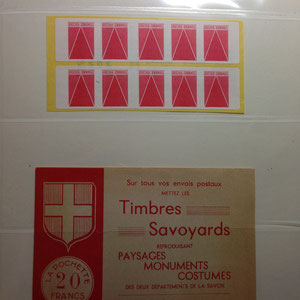 Sur tous vos envois postaux
METTEZ LES
Timbres
Savoyards
REPRODUISANT
PAYSAGES
MONUMENTS
COSTUMES
DES DEUX DEPARTEMENTS DE LA SAVOIE
LA POCHETTE
20
FRANCS